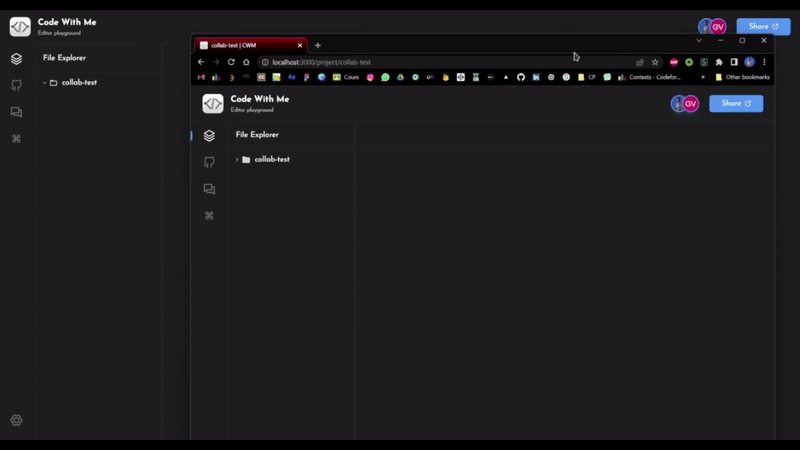 Code With Me
Editor playground
GV
Share
File Explorer
collab-test
collab-test | CWM
localhost:3000/project/collab-test
Cours
CP
Contests - Codefor...
»
Other bookmarks
Code With Me
Editor playground
GV
Share
File Explorer
collab-test